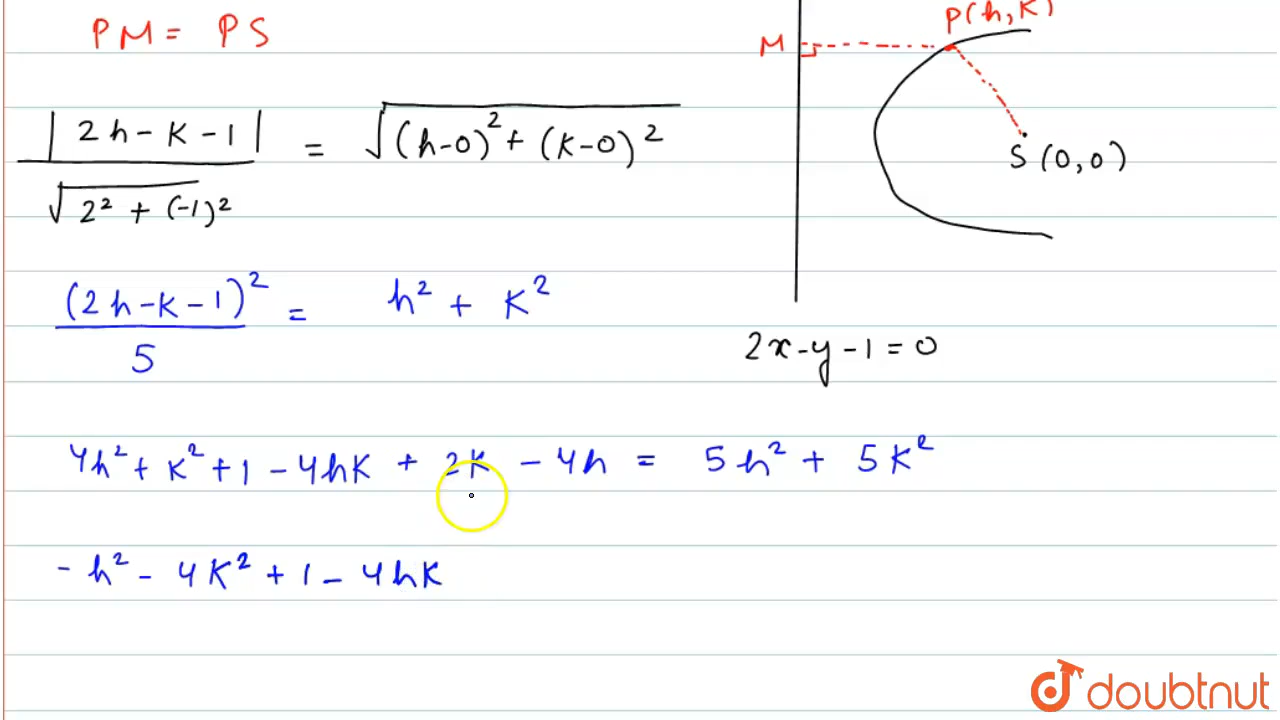 PM = PS
P(h, K)
M
|2h - K - 1| / √(2² + (-1)²) = √((h-0)² + (K-0)²)
S (0, 0)
(2h - K - 1)² / 5 = h² + K²
2x - y - 1 = 0
4h² + K² + 1 - 4hK + 2K - 4h = 5h² + 5K²
- h² - 4K² + 1 - 4hK
doubtnut